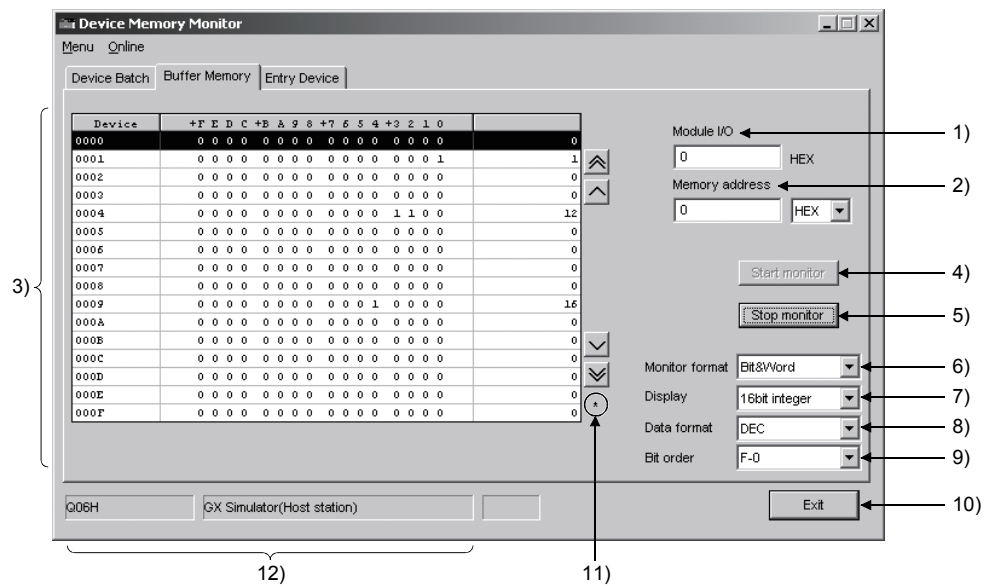 Device Memory Monitor
Menu Online
Device Batch Buffer Memory Entry Device
Device +F E D C +B A 9 8 +7 6 5 4 +3 2 1 0
0000 0 0 0 0 0 0 0 0 0 0 0 0 0 0 0 0 0
0001 0 0 0 0 0 0 0 0 0 0 0 0 0 0 0 1 1
0002 0 0 0 0 0 0 0 0 0 0 0 0 0 0 0 0 0
0003 0 0 0 0 0 0 0 0 0 0 0 0 0 0 0 0 0
0004 0 0 0 0 0 0 0 0 0 0 0 0 1 1 0 0 12
0005 0 0 0 0 0 0 0 0 0 0 0 0 0 0 0 0 0
0006 0 0 0 0 0 0 0 0 0 0 0 0 0 0 0 0 0
0007 0 0 0 0 0 0 0 0 0 0 0 0 0 0 0 0 0
0008 0 0 0 0 0 0 0 0 0 0 0 0 0 0 0 0 0
0009 0 0 0 0 0 0 0 0 0 0 0 1 0 0 0 0 16
000A 0 0 0 0 0 0 0 0 0 0 0 0 0 0 0 0 0
000B 0 0 0 0 0 0 0 0 0 0 0 0 0 0 0 0 0
000C 0 0 0 0 0 0 0 0 0 0 0 0 0 0 0 0 0
000D 0 0 0 0 0 0 0 0 0 0 0 0 0 0 0 0 0
000E 0 0 0 0 0 0 0 0 0 0 0 0 0 0 0 0 0
000F 0 0 0 0 0 0 0 0 0 0 0 0 0 0 0 0 0
*
Module I/O 1)
0 HEX
Memory address 2)
0 HEX
3)
Start monitor 4)
Stop monitor 5)
Monitor format Bit&Word 6)
Display 16bit integer 7)
Data format DEC 8)
Bit order F-0 9)
Q06H GX Simulator(Host station) Exit 10)
12) 11)